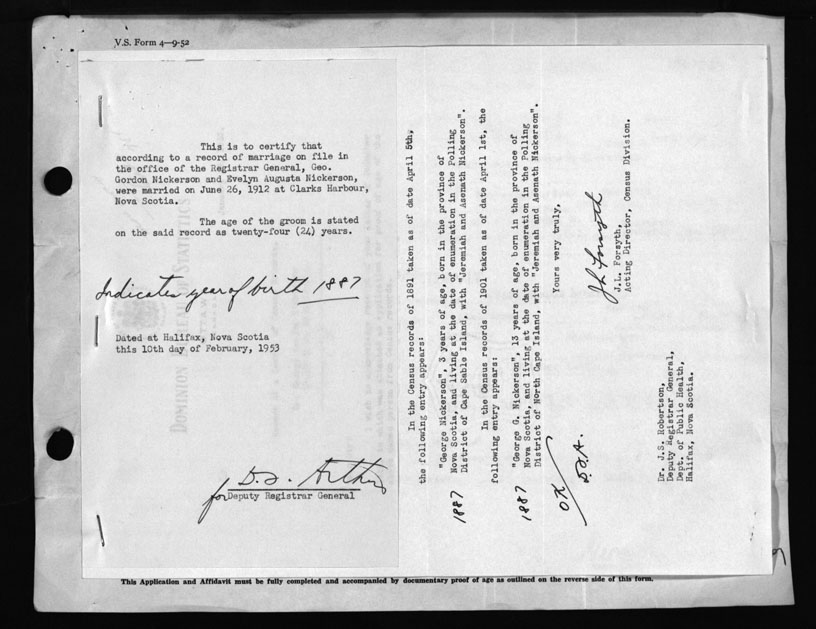 V.S. Form 4—9-52
This is to certify that
according to a record of marriage on file in
the office of the Registrar General, Geo.
Gordon Nickerson and Evelyn Augusta Nickerson,
were married on June 26, 1912 at Clarks Harbour,
Nova Scotia.
The age of the groom is stated
on the said record as twenty-four (24) years.
Indicates year of birth 1887
Dated at Halifax, Nova Scotia
this 10th day of February, 1953
for Deputy Registrar General
In the Census records of 1891 taken as of date April 5th,
the following entry appears:
"George Nickerson", 3 years of age, born in the province of
Nova Scotia, and living at the date of enumeration in the Polling
District of Cape Sable Island, with "Jeremiah and Asenath Nickerson".
1887
In the Census records of 1901 taken as of date April 1st, the
following entry appears:
"George G. Nickerson", 13 years of age, born in the province of
Nova Scotia, and living at the date of enumeration in the Polling
District of North Cape Island, with "Jeremiah and Asenath Nickerson".
1887
OK
Yours very truly,
J L Forsyth
J.L. Forsyth,
Acting Director, Census Division.
Dr. J.S. Robertson,
Deputy Registrar General,
Dept. of Public Health,
Halifax, Nova Scotia.
DOMINION
STATISTICS
This Application and Affidavit must be fully completed and accompanied by documentary proof of age as outlined on the reverse side of this form.